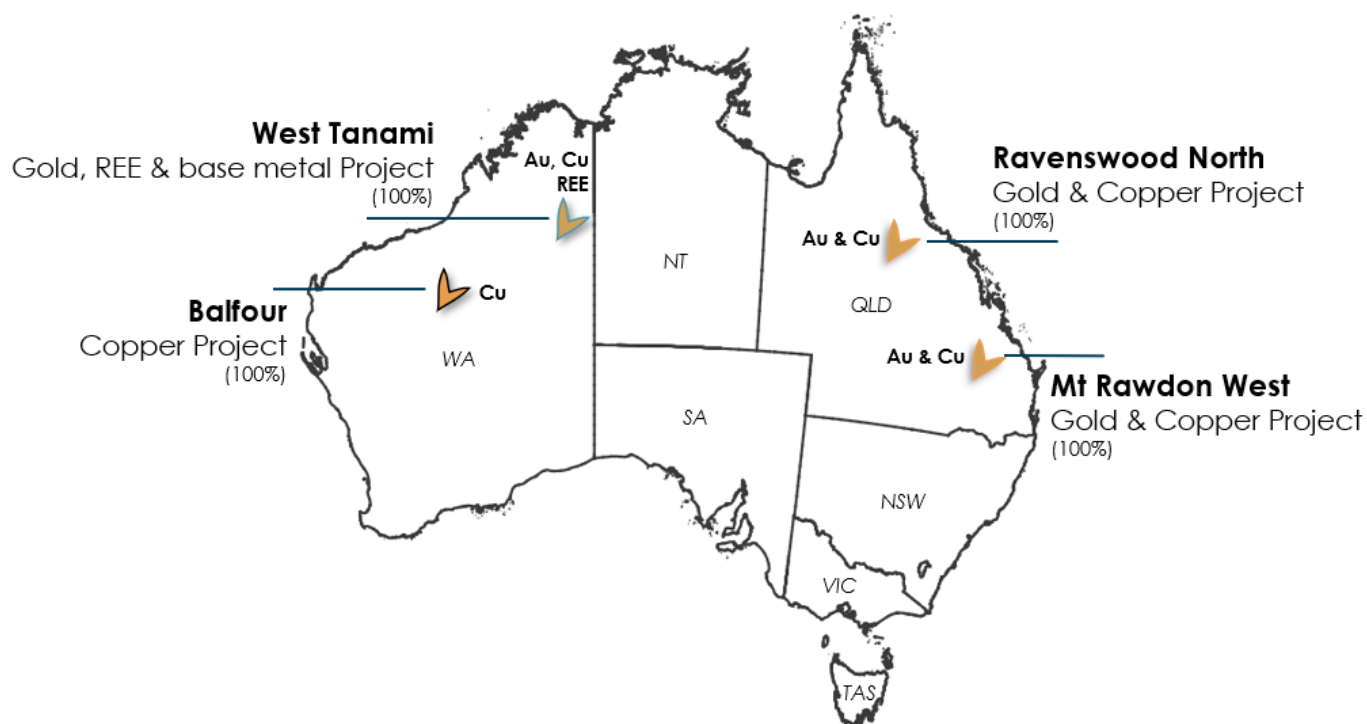 West Tanami
Gold, REE & base metal Project
(100%)
Au, Cu
REE
Ravenswood North
Gold & Copper Project
(100%)
Au & Cu
NT
Balfour
Copper Project
(100%)
Cu
WA
QLD
Au & Cu
Mt Rawdon West
Gold & Copper Project
(100%)
SA
NSW
VIC
TAS